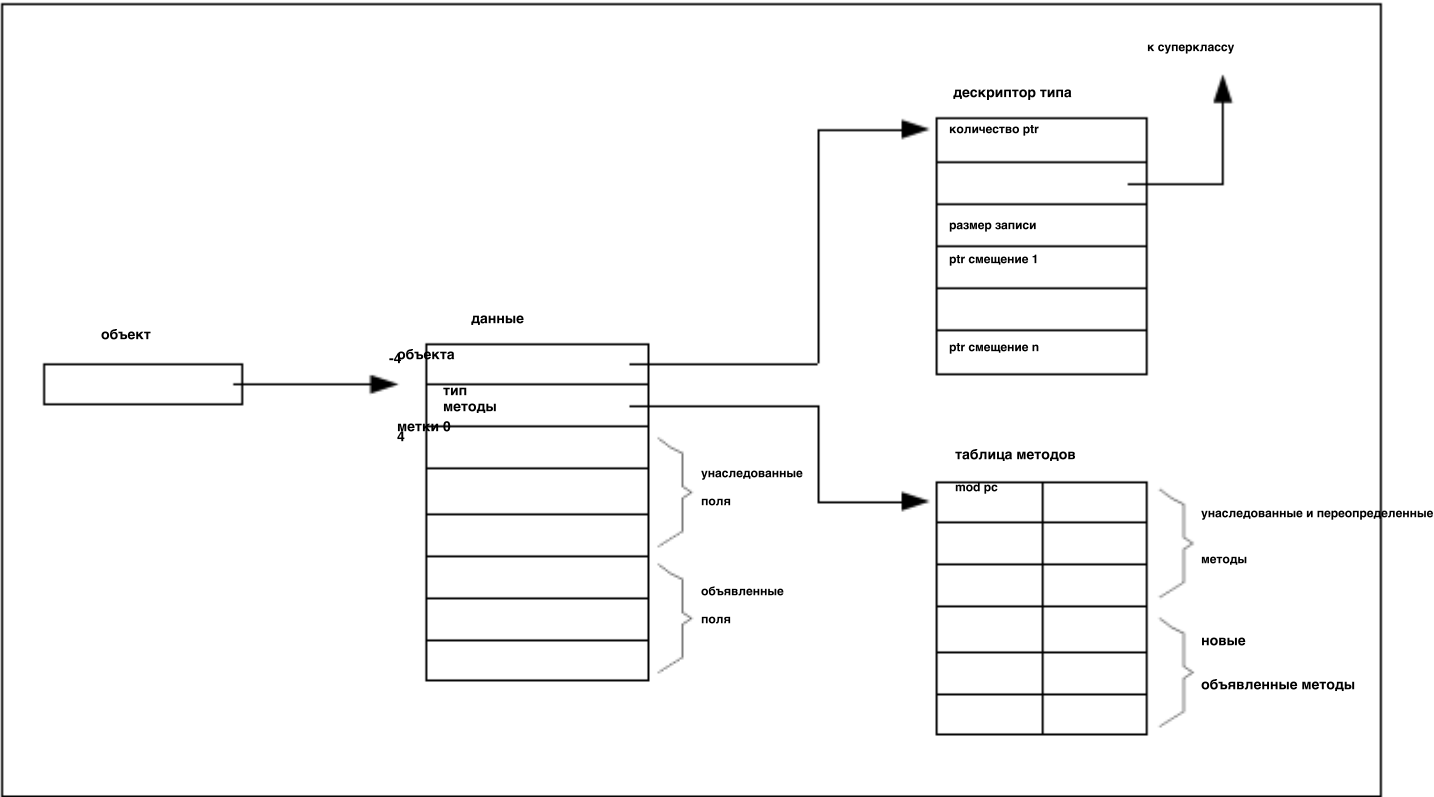 к суперклассу
дескриптор типа
количество ptr
размер записи
ptr смещение 1
ptr смещение n
данные
объект
-4
объекта
тип
методы
метки 0
4
унаследованные
поля
объявленные
поля
таблица методов
mod pc
унаследованные и переопределенные
методы
новые
объявленные методы